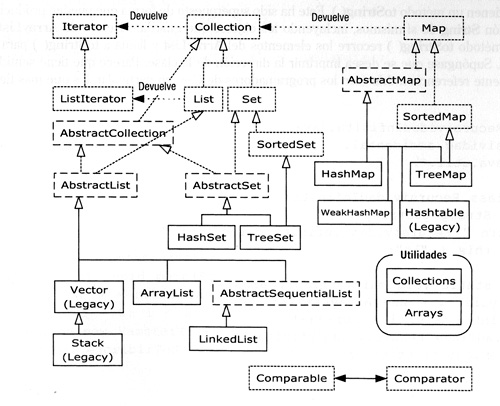 Devuelve
Devuelve
Iterator
Collection
Map
Devuelve
ListIterator
List
Set
AbstractMap
AbstractCollection
SortedSet
SortedMap
AbstractList
AbstractSet
HashMap
TreeMap
WeakHashMap
Hashtable
(Legacy)
HashSet
TreeSet
Utilidades
Collections
Arrays
Vector
(Legacy)
ArrayList
AbstractSequentialList
Stack
(Legacy)
LinkedList
Comparable
Comparator